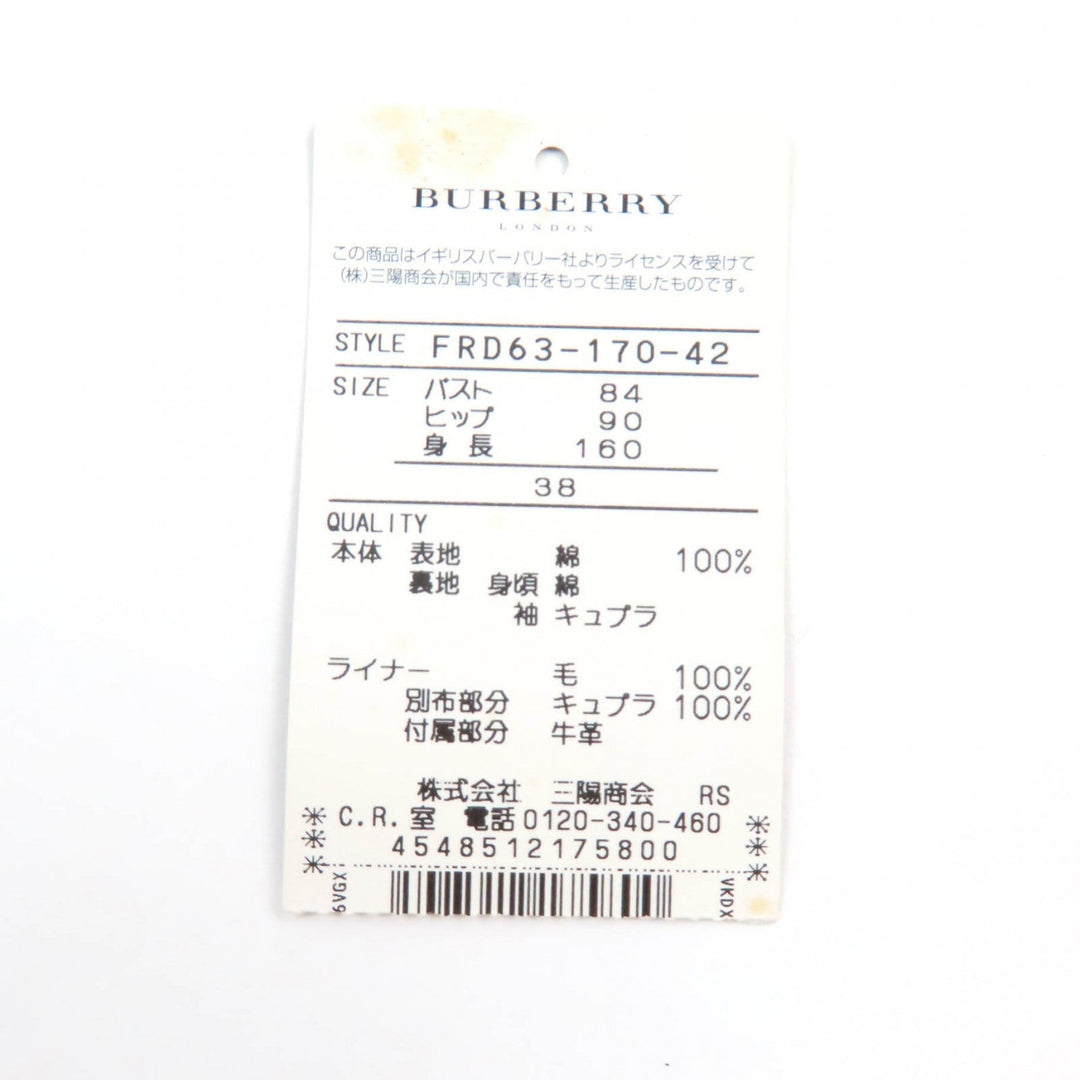 BURBERRY
LONDON
この商品はイギリスバーバリー社よりライセンスを受けて
(株)三陽商会が国内で責任をもって生産したものです。
STYLE FRD63-170-42
SIZE バスト 84
ヒップ 90
身長 160
38
QUALITY
本体 表地 綿 100%
裏地 身頃 綿
袖 キュプラ
ライナー 毛 100%
別布部分 キュプラ 100%
付属部分 牛革
株式会社 三陽商会 RS
C.R.室 電話0120-340-460
4548512175800
6VGX
VKDX